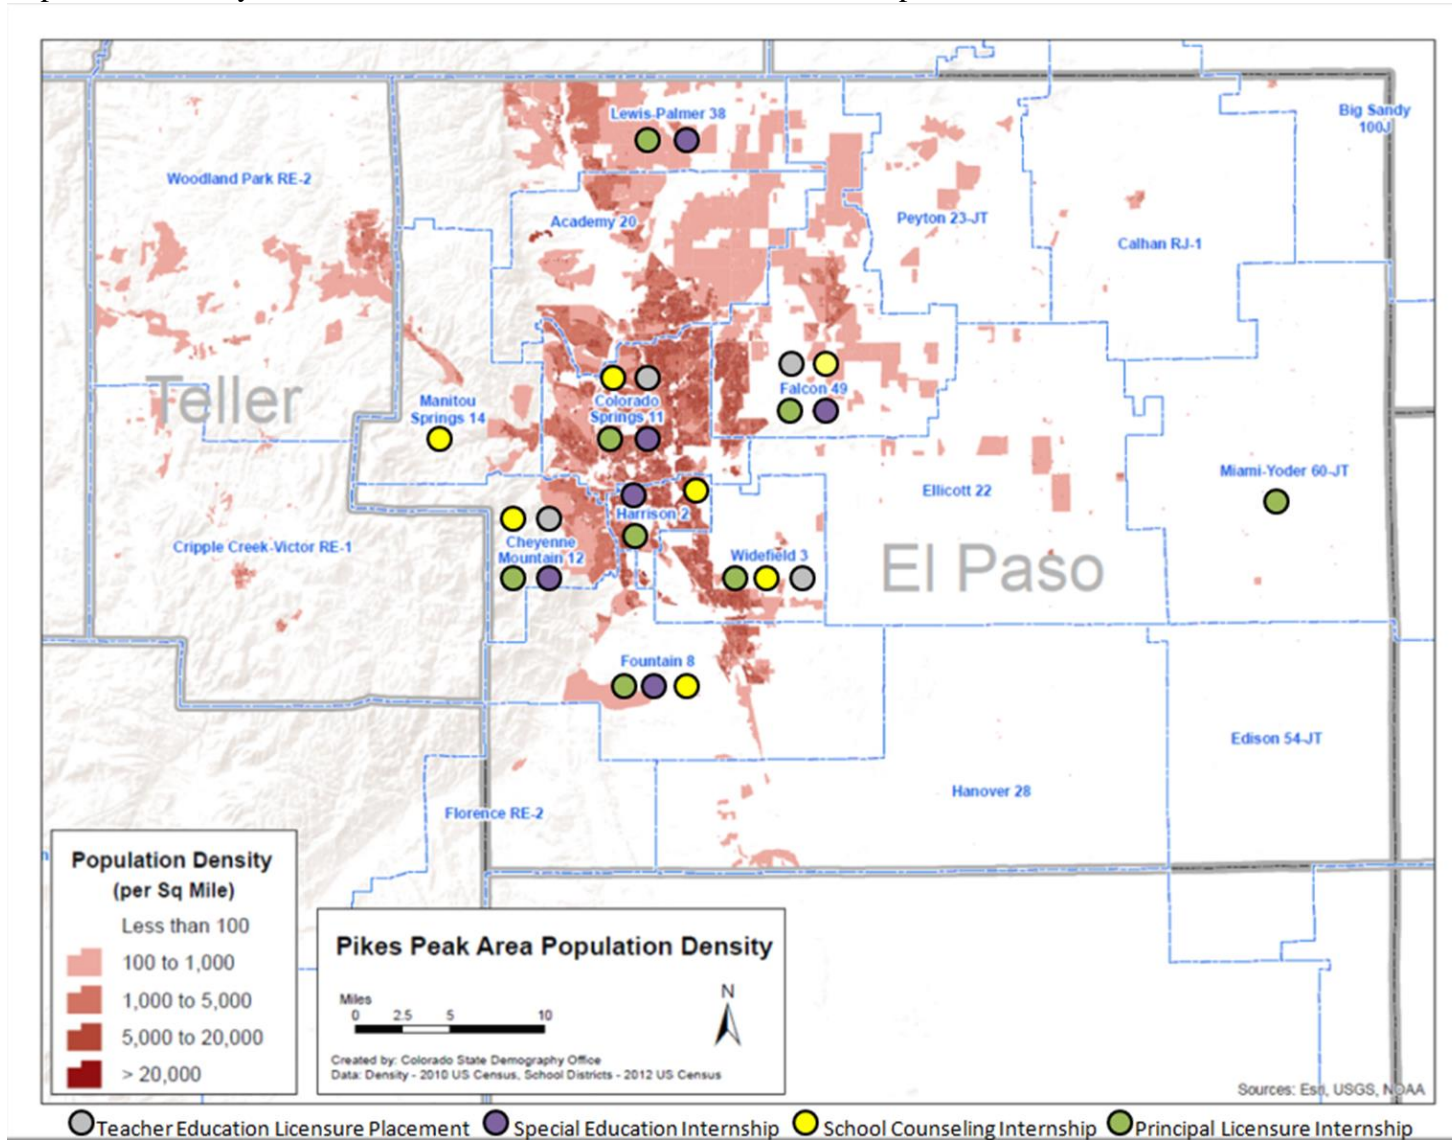 Lewis-Palmer 38
Big Sandy
100J
Woodland Park RE-2
Academy 20
Peyton 23-JT
Calhan RJ-1
Teller
Manitou
Springs 14
Colorado
Springs 11
Falcon 49
Miami-Yoder 60-JT
Ellicott 22
Harrison 2
Cripple Creek-Victor RE-1
Cheyenne
Mountain 12
Widefield 3
El Paso
Fountain 8
Edison 54-JT
Hanover 28
Florence RE-2
Population Density
(per Sq Mile)
Less than 100
100 to 1,000
1,000 to 5,000
5,000 to 20,000
> 20,000
Pikes Peak Area Population Density
Miles
0 2.5 5 10
N
Created by: Colorado State Demography Office
Data: Density - 2010 US Census, School Districts - 2012 US Census
Sources: Esri, USGS, NOAA
Teacher Education Licensure Placement Special Education Internship School Counseling Internship Principal Licensure Internship